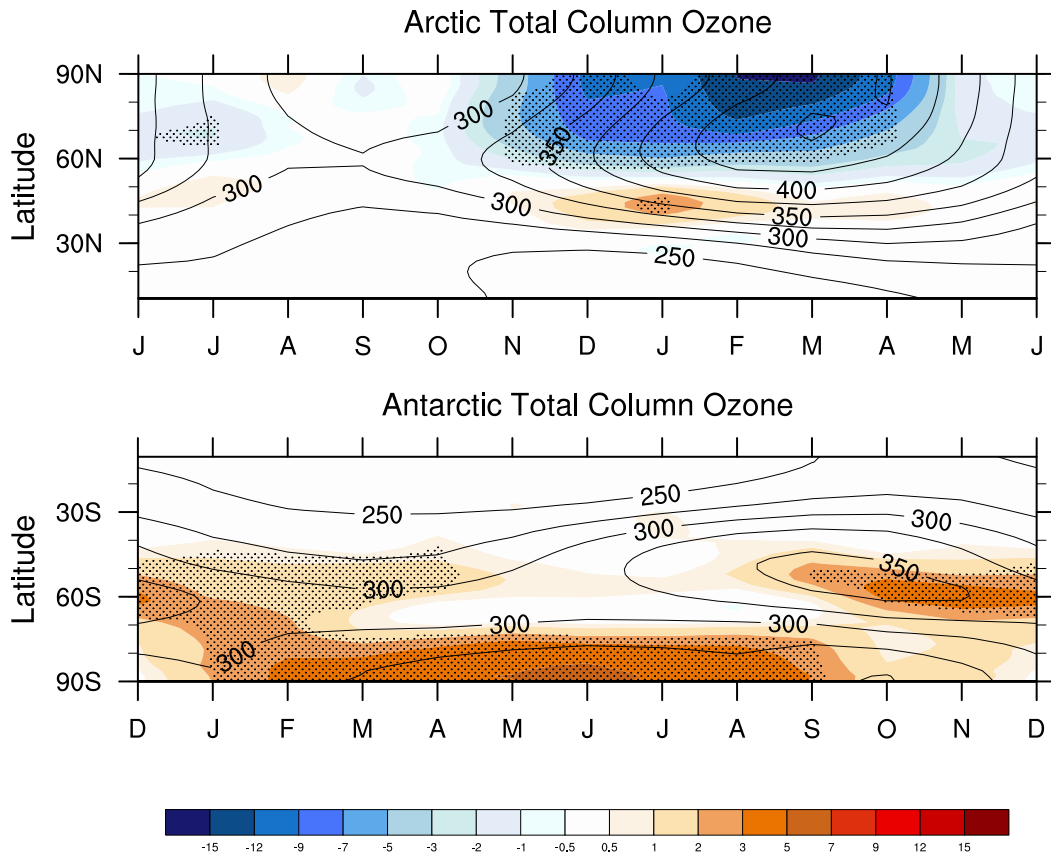 Arctic Total Column Ozone
90N
60N
30N
Latitude
300
350
300
300
400
350
300
250
J J A S O N D J F M A M J
Antarctic Total Column Ozone
30S
60S
90S
Latitude
250
250
300
300
300
350
300
300
300
D J F M A M J J A S O N D
-15 -12 -9 -7 -5 -3 -2 -1 -0.5 0.5 1 2 3 5 7 9 12 15